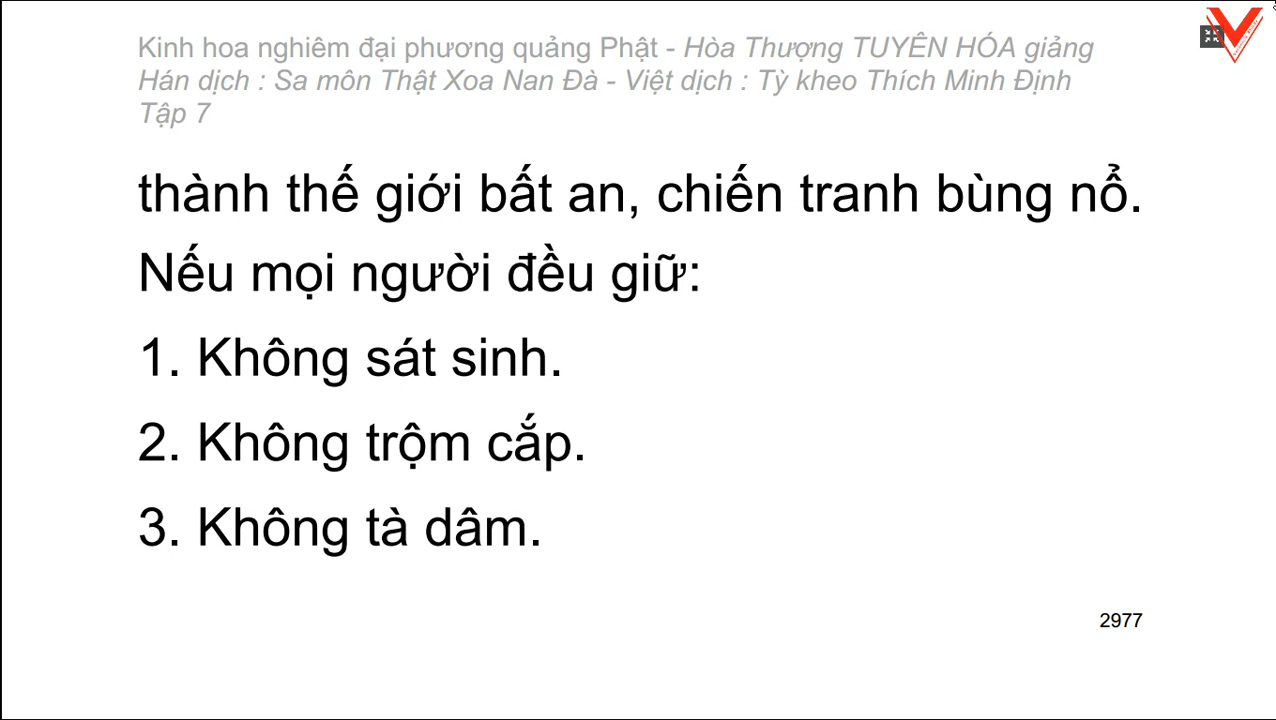 Kinh hoa nghiêm đại phương quảng Phật - Hòa Thượng TUYÊN HÓA giảng
Hán dịch : Sa môn Thật Xoa Nan Đà - Việt dịch : Tỳ kheo Thích Minh Định
Tập 7
thành thế giới bất an, chiến tranh bùng nổ.
Nếu mọi người đều giữ:
1. Không sát sinh.
2. Không trộm cắp.
3. Không tà dâm.
2977